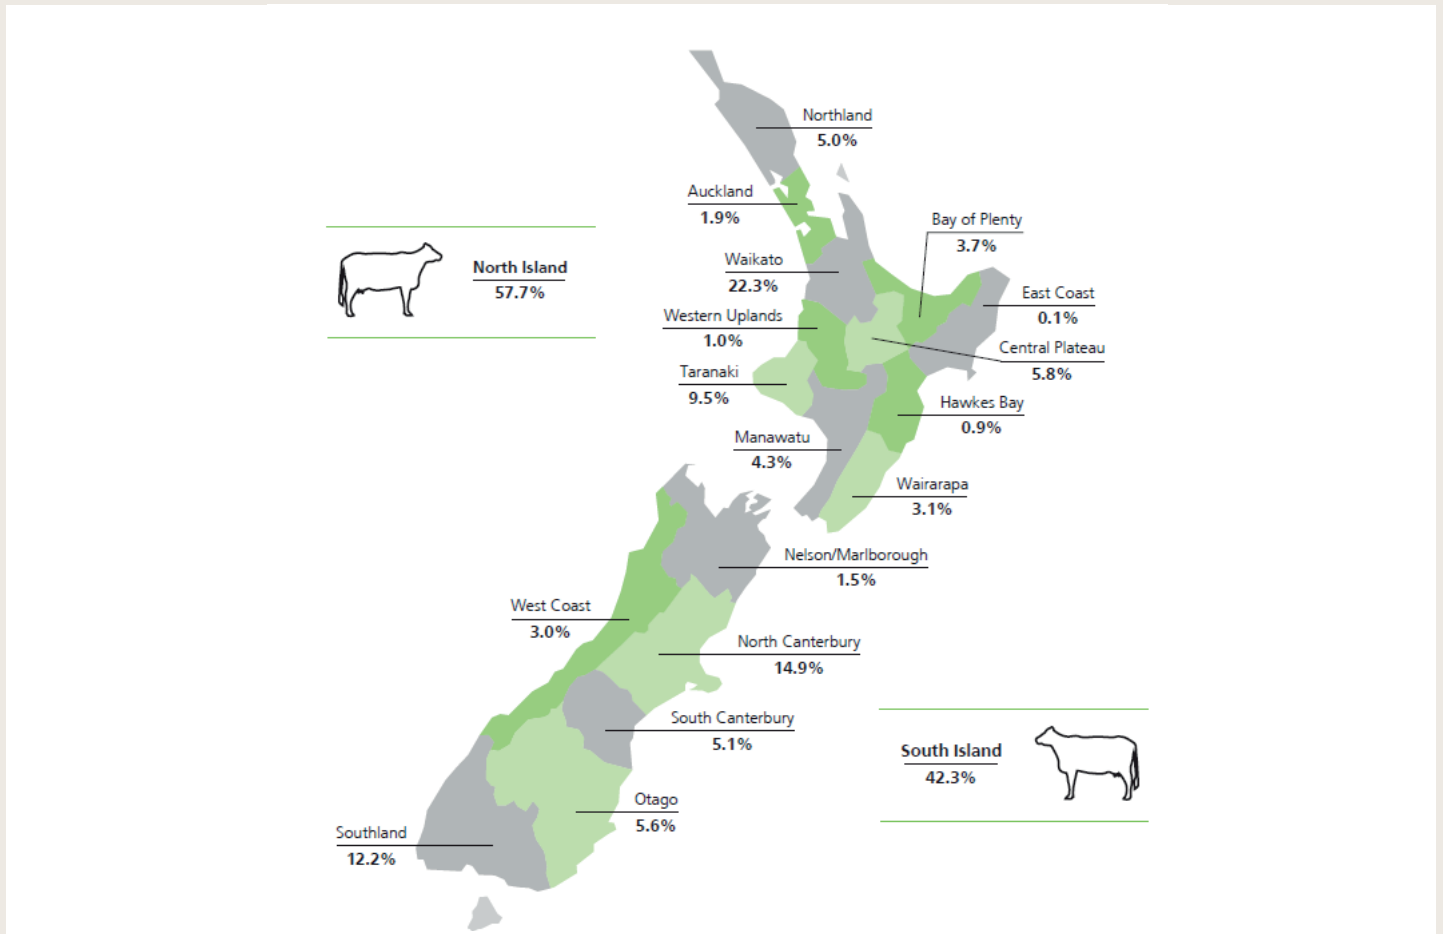 Northland
5.0%
Auckland
1.9%
Bay of Plenty
3.7%
Waikato
22.3%
North Island
57.7%
East Coast
0.1%
Western Uplands
1.0%
Central Plateau
5.8%
Taranaki
9.5%
Hawkes Bay
0.9%
Manawatu
4.3%
Wairarapa
3.1%
Nelson/Marlborough
1.5%
West Coast
3.0%
North Canterbury
14.9%
South Canterbury
5.1%
South Island
42.3%
Otago
5.6%
Southland
12.2%